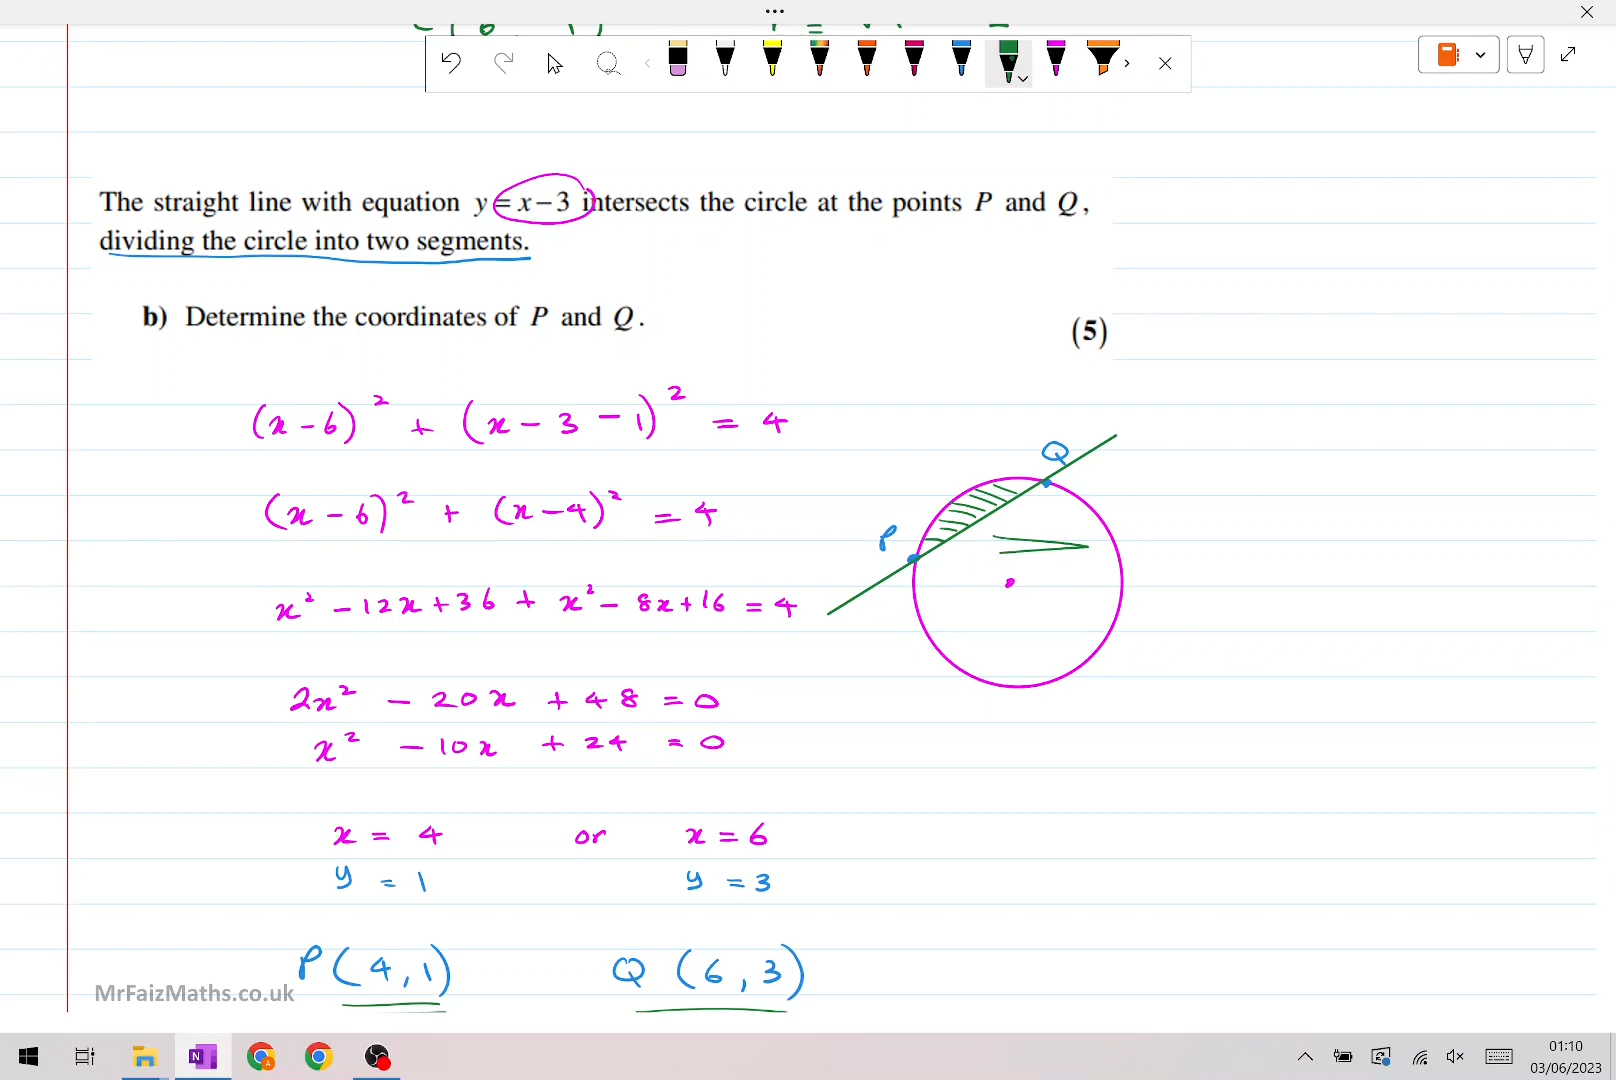 The straight line with equation y = x − 3 intersects the circle at the points P and Q,
dividing the circle into two segments.
b) Determine the coordinates of P and Q.
(5)
(x − 6)² + (x − 3 − 1)² = 4
(x − 6)² + (x − 4)² = 4
x² − 12x + 36 + x² − 8x + 16 = 4
2x² − 20x + 48 = 0
x² − 10x + 24 = 0
x = 4 or x = 6
y = 1 y = 3
P(4,1) Q (6,3)
Q
P
MrFaizMaths.co.uk
01:10
03/06/2023